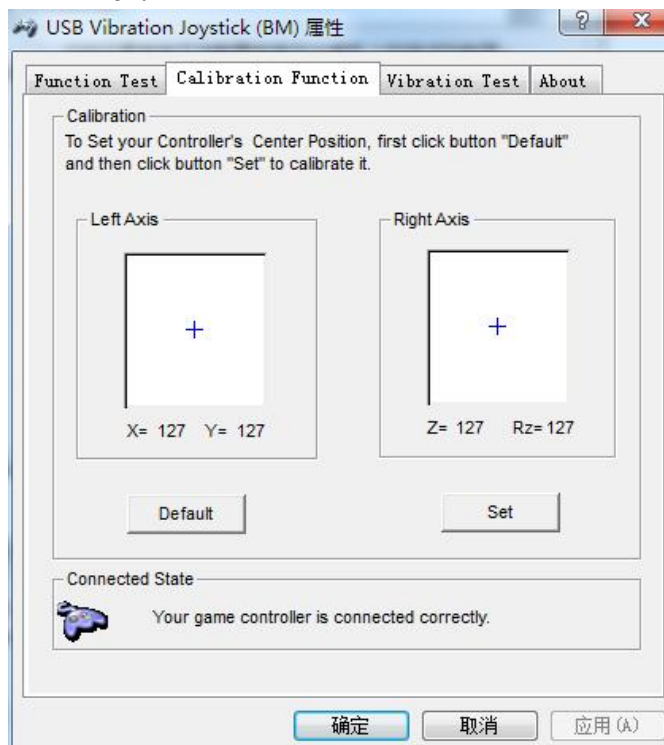 USB Vibration Joystick (BM) 属性
?
X
Function Test Calibration Function Vibration Test About
Calibration
To Set your Controller's Center Position, first click button "Default"
and then click button "Set" to calibrate it.
Left Axis Right Axis
X= 127 Y= 127 Z= 127 Rz= 127
Default Set
Connected State
Your game controller is connected correctly.
确定 取消 应用(A)